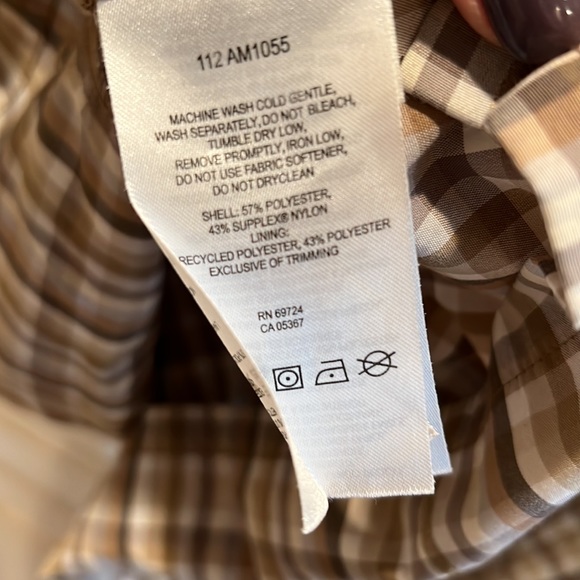 112 AM1055
MACHINE WASH COLD GENTLE,
WASH SEPARATELY, DO NOT BLEACH,
TUMBLE DRY LOW,
REMOVE PROMPTLY, IRON LOW,
DO NOT USE FABRIC SOFTENER,
DO NOT DRYCLEAN
SHELL: 57% POLYESTER,
43% SUPPLEX® NYLON
LINING:
RECYCLED POLYESTER, 43% POLYESTER
EXCLUSIVE OF TRIMMING
RN 69724
CA 05367